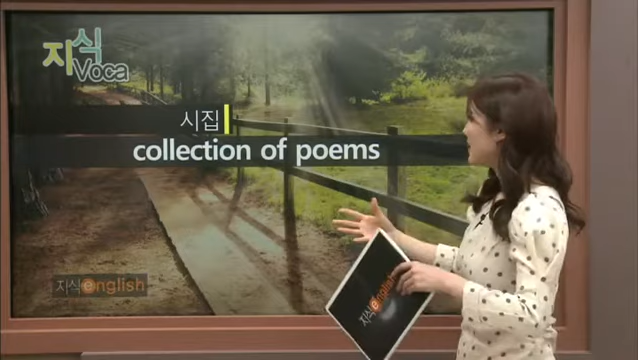 지식
Voca
시집
collection of poems
지식english
지식english